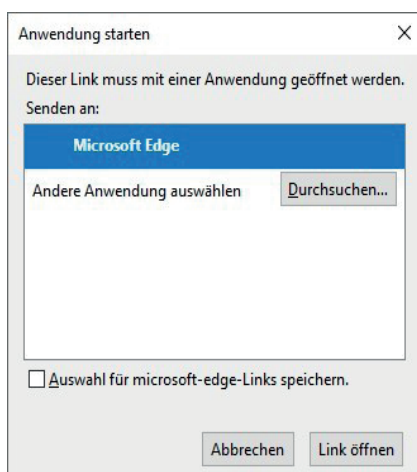 Anwendung starten
Dieser Link muss mit einer Anwendung geöffnet werden.
Senden an:
Microsoft Edge
Andere Anwendung auswählen Durchsuchen...
Auswahl für microsoft-edge-Links speichern.
Abbrechen Link öffnen